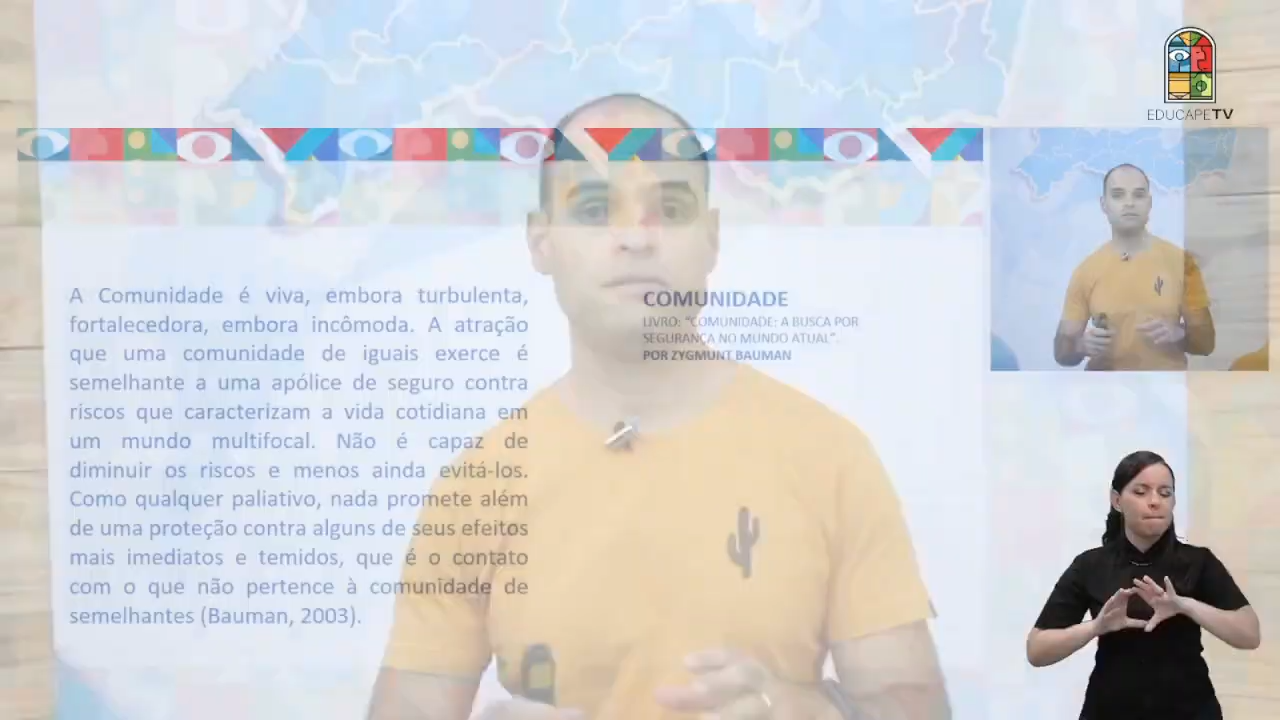 EDUCAPETV
A Comunidade é viva, embora turbulenta,
fortalecedora, embora incômoda. A atração
que uma comunidade de iguais exerce é
semelhante a uma apólice de seguro contra
riscos que caracterizam a vida cotidiana em
um mundo multifocal. Não é capaz de
diminuir os riscos e menos ainda evitá-los.
Como qualquer paliativo, nada promete além
de uma proteção contra alguns de seus efeitos
mais imediatos e temidos, que é o contato
com o que não pertence à comunidade de
semelhantes (Bauman, 2003).
COMUNIDADE
LIVRO: "COMUNIDADE: A BUSCA POR
SEGURANÇA NO MUNDO ATUAL".
POR ZYGMUNT BAUMAN